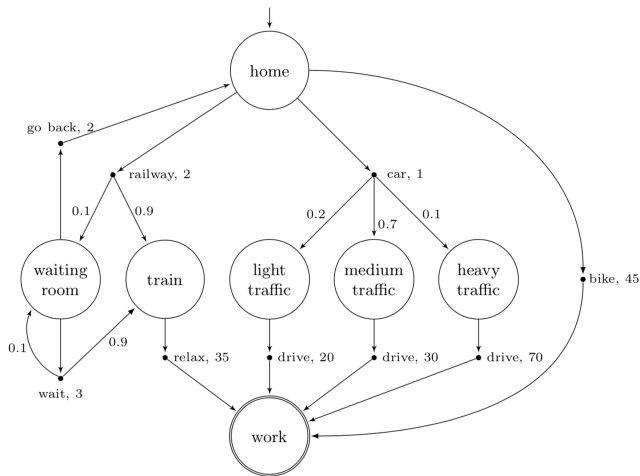 home
go back, 2
railway, 2
car, 1
0.1
0.9
0.2
0.7
0.1
waiting
room
train
light
traffic
medium
traffic
heavy
traffic
bike, 45
0.1
0.9
relax, 35
drive, 20
drive, 30
drive, 70
wait, 3
work